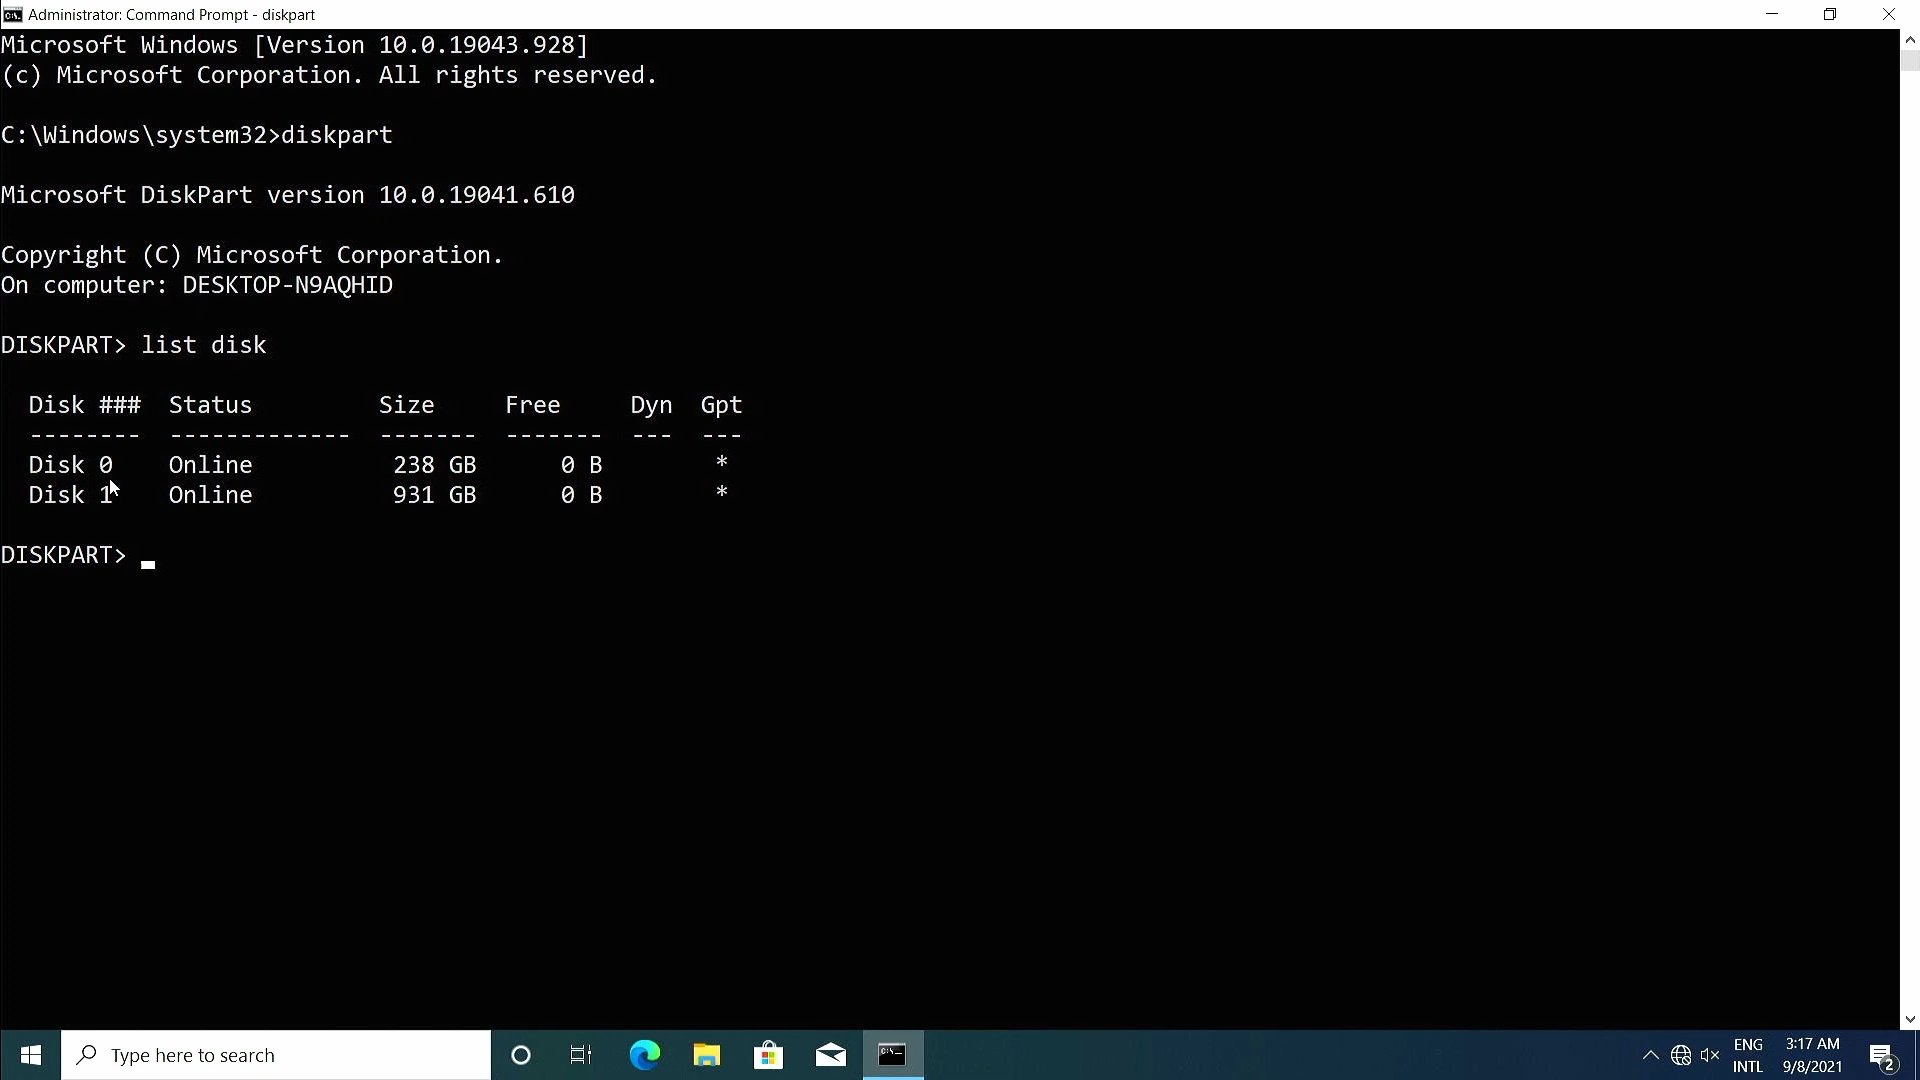 Administrator: Command Prompt - diskpart
Microsoft Windows [Version 10.0.19043.928]
(c) Microsoft Corporation. All rights reserved.
C:\Windows\system32>diskpart
Microsoft DiskPart version 10.0.19041.610
Copyright (C) Microsoft Corporation.
On computer: DESKTOP-N9AQHID
DISKPART> list disk
Disk ### Status Size Free Dyn Gpt
-------- ------------- ------- ------- --- ---
Disk 0 Online 238 GB 0 B *
Disk 1 Online 931 GB 0 B *
DISKPART>
Type here to search
ENG 3:17 AM
INTL 9/8/2021
2